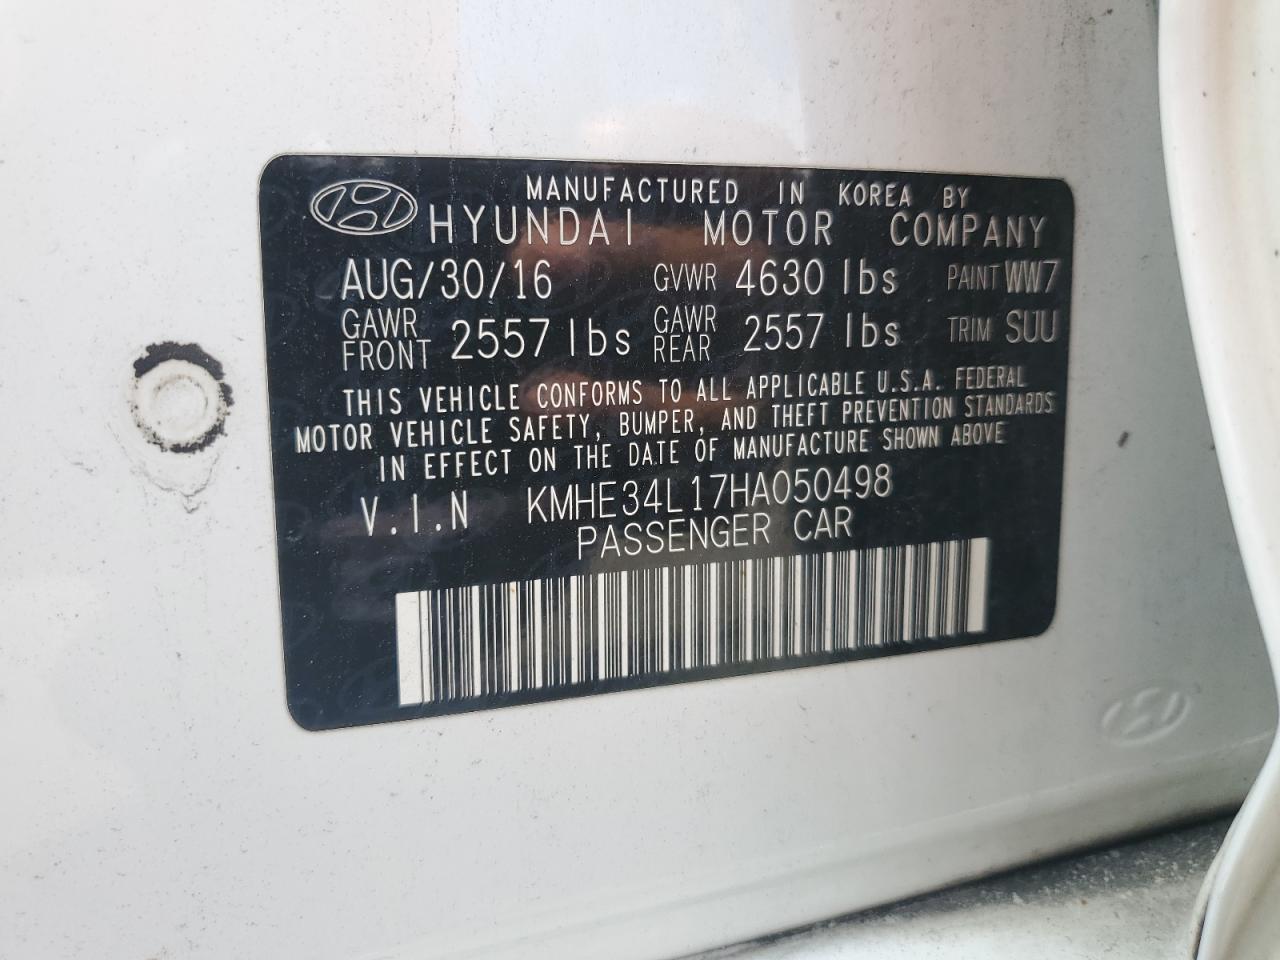 MANUFACTURED IN KOREA BY
HYUNDAI MOTOR COMPANY
AUG/30/16 GVWR 4630 lbs PAINT WW7
GAWR FRONT 2557 lbs GAWR REAR 2557 lbs TRIM SUU
THIS VEHICLE CONFORMS TO ALL APPLICABLE U.S.A. FEDERAL
MOTOR VEHICLE SAFETY, BUMPER, AND THEFT PREVENTION STANDARDS
IN EFFECT ON THE DATE OF MANUFACTURE SHOWN ABOVE
V.I.N KMHE34L17HA050498
PASSENGER CAR